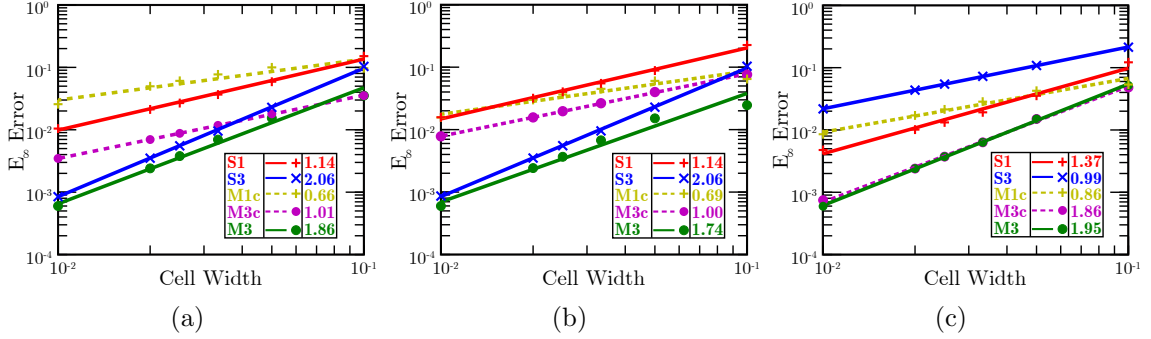 10⁰
10⁻¹
10⁻²
10⁻³
10⁻⁴
E∞ Error
S1 1.14
S3 2.06
M1c 0.66
M3c 1.01
M3 1.86
10⁻² 10⁻¹
Cell Width
(a)
10⁰
10⁻¹
10⁻²
10⁻³
10⁻⁴
E∞ Error
S1 1.14
S3 2.06
M1c 0.69
M3c 1.00
M3 1.74
10⁻² 10⁻¹
Cell Width
(b)
10⁰
10⁻¹
10⁻²
10⁻³
10⁻⁴
E∞ Error
S1 1.37
S3 0.99
M1c 0.86
M3c 1.86
M3 1.95
10⁻² 10⁻¹
Cell Width
(c)